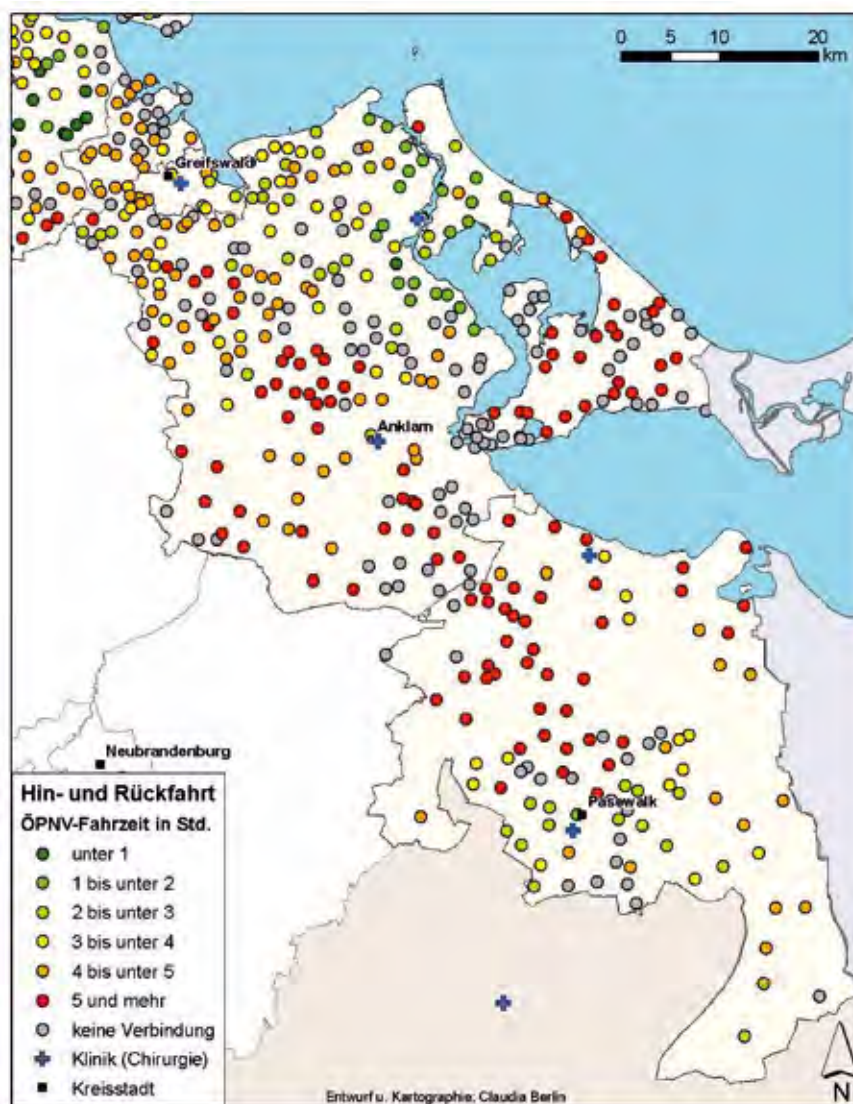 0 5 10 20
km
Greifswald
Anklam
Neubrandenburg
Pasewalk
Hin- und Rückfahrt
ÖPNV-Fahrzeit in Std.
unter 1
1 bis unter 2
2 bis unter 3
3 bis unter 4
4 bis unter 5
5 und mehr
keine Verbindung
Klinik (Chirurgie)
Kreisstadt
Entwurf u. Kartographie: Claudia Berlin
N